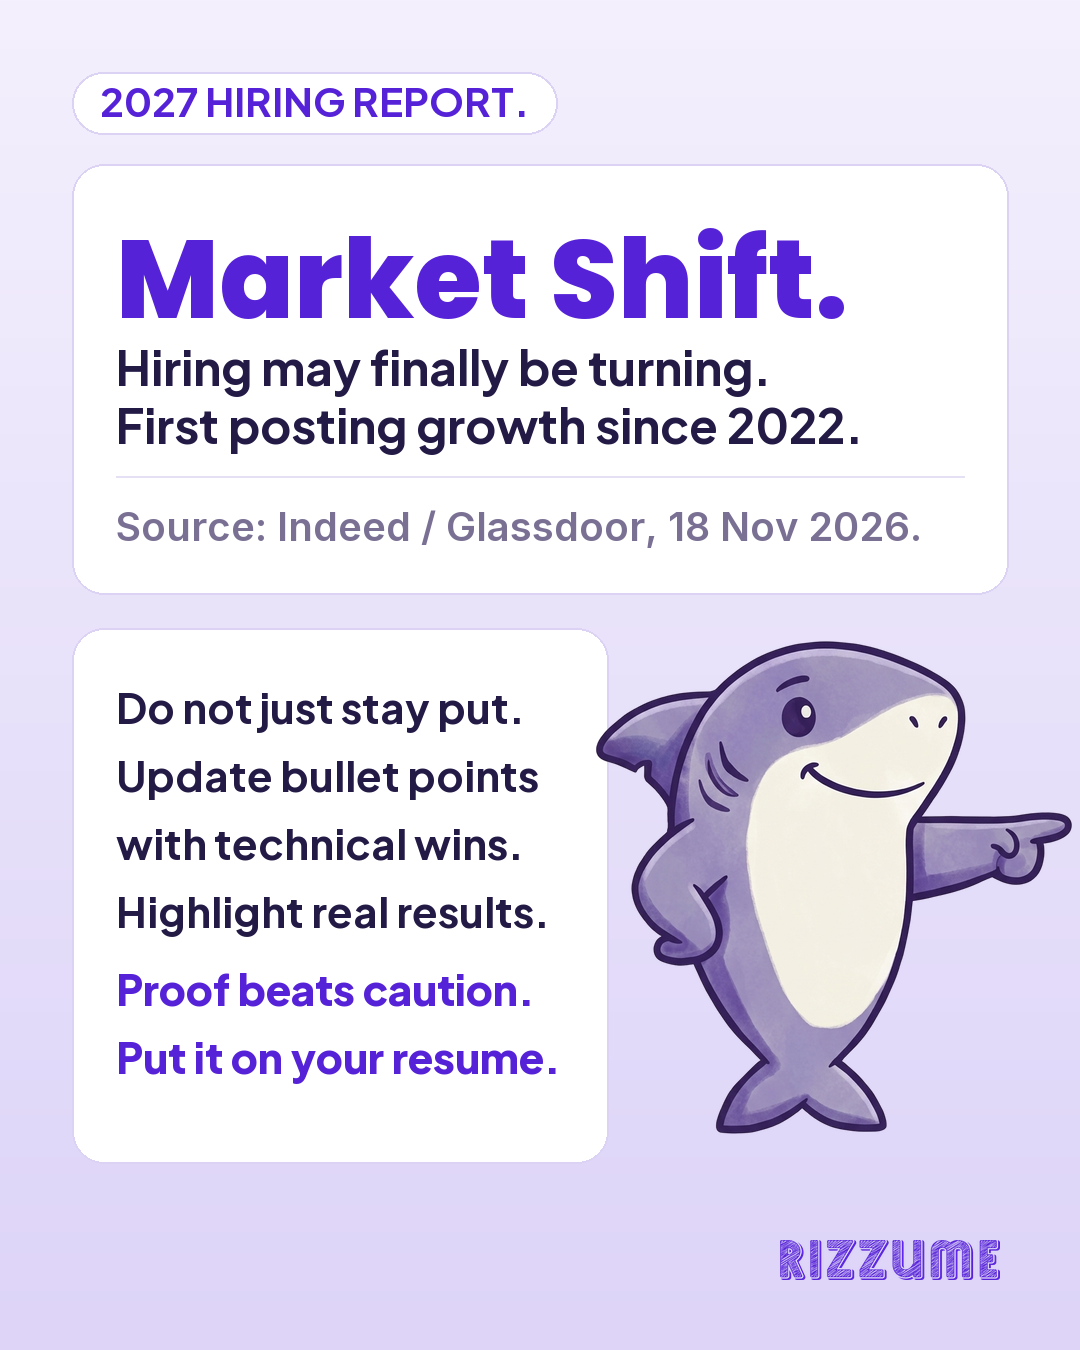 2027 HIRING REPORT.
Market Shift.
Hiring may finally be turning.
First posting growth since 2022.
Source: Indeed / Glassdoor, 18 Nov 2026.
Do not just stay put.
Update bullet points
with technical wins.
Highlight real results.
Proof beats caution.
Put it on your resume.
RIZZUME